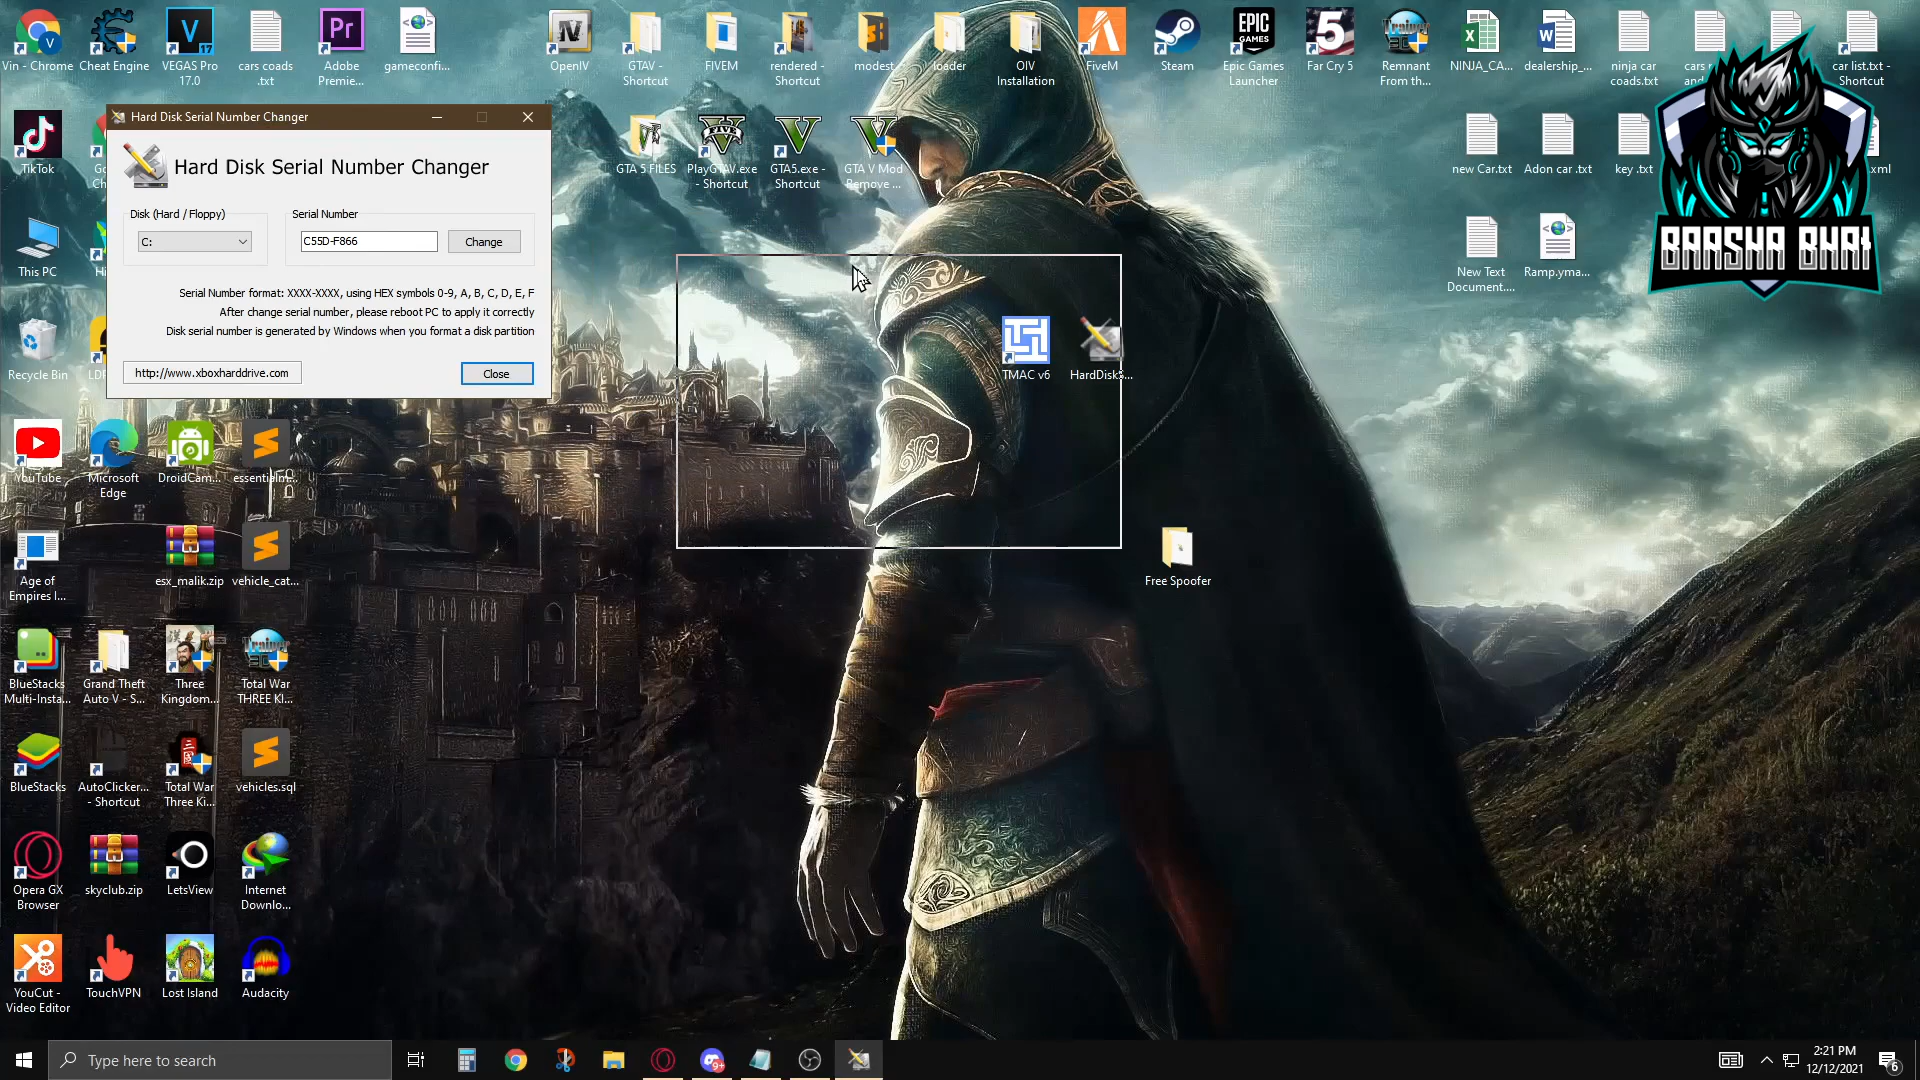 Vin - Chrome
Cheat Engine
VEGAS Pro
17.0
cars coads
.txt
Adobe
Premie...
gameconfi...
OpenIV
GTAV -
Shortcut
FIVEM
rendered -
Shortcut
modest
loader
OIV
Installation
FiveM
Steam
Epic Games
Launcher
Far Cry 5
Remnant
From th...
NINJA_CA...
dealership_...
ninja car
coads.txt
car list.txt -
Shortcut
Hard Disk Serial Number Changer
Hard Disk Serial Number Changer
Disk (Hard / Floppy)
C:
Serial Number
C55D-F866
Change
Serial Number format: XXXX-XXXX, using HEX symbols 0-9, A, B, C, D, E, F
After change serial number, please reboot PC to apply it correctly
Disk serial number is generated by Windows when you format a disk partition
http://www.xboxharddrive.com
Close
TikTok
GTA 5 FILES
PlayGTAV.exe
- Shortcut
GTA5.exe -
Shortcut
GTA V Mod
Remove ...
new Car.txt
Adon car .txt
key .txt
.xml
BAASHA BHAI
This PC
New Text
Document....
Ramp.yma...
Recycle Bin
TMAC v6
HardDiskS...
YouTube
Microsoft
Edge
DroidCam...
Age of
Empires I...
esx_malik.zip
vehicle_cat...
Free Spoofer
BlueStacks
Multi-Insta...
Grand Theft
Auto V - S...
Three
Kingdom...
Total War
THREE KI...
BlueStacks
AutoClicker...
- Shortcut
Total War
Three Ki...
vehicles.sql
Opera GX
Browser
skyclub.zip
LetsView
Internet
Downlo...
YouCut -
Video Editor
TouchVPN
Lost Island
Audacity
Type here to search
2:21 PM
12/12/2021
6